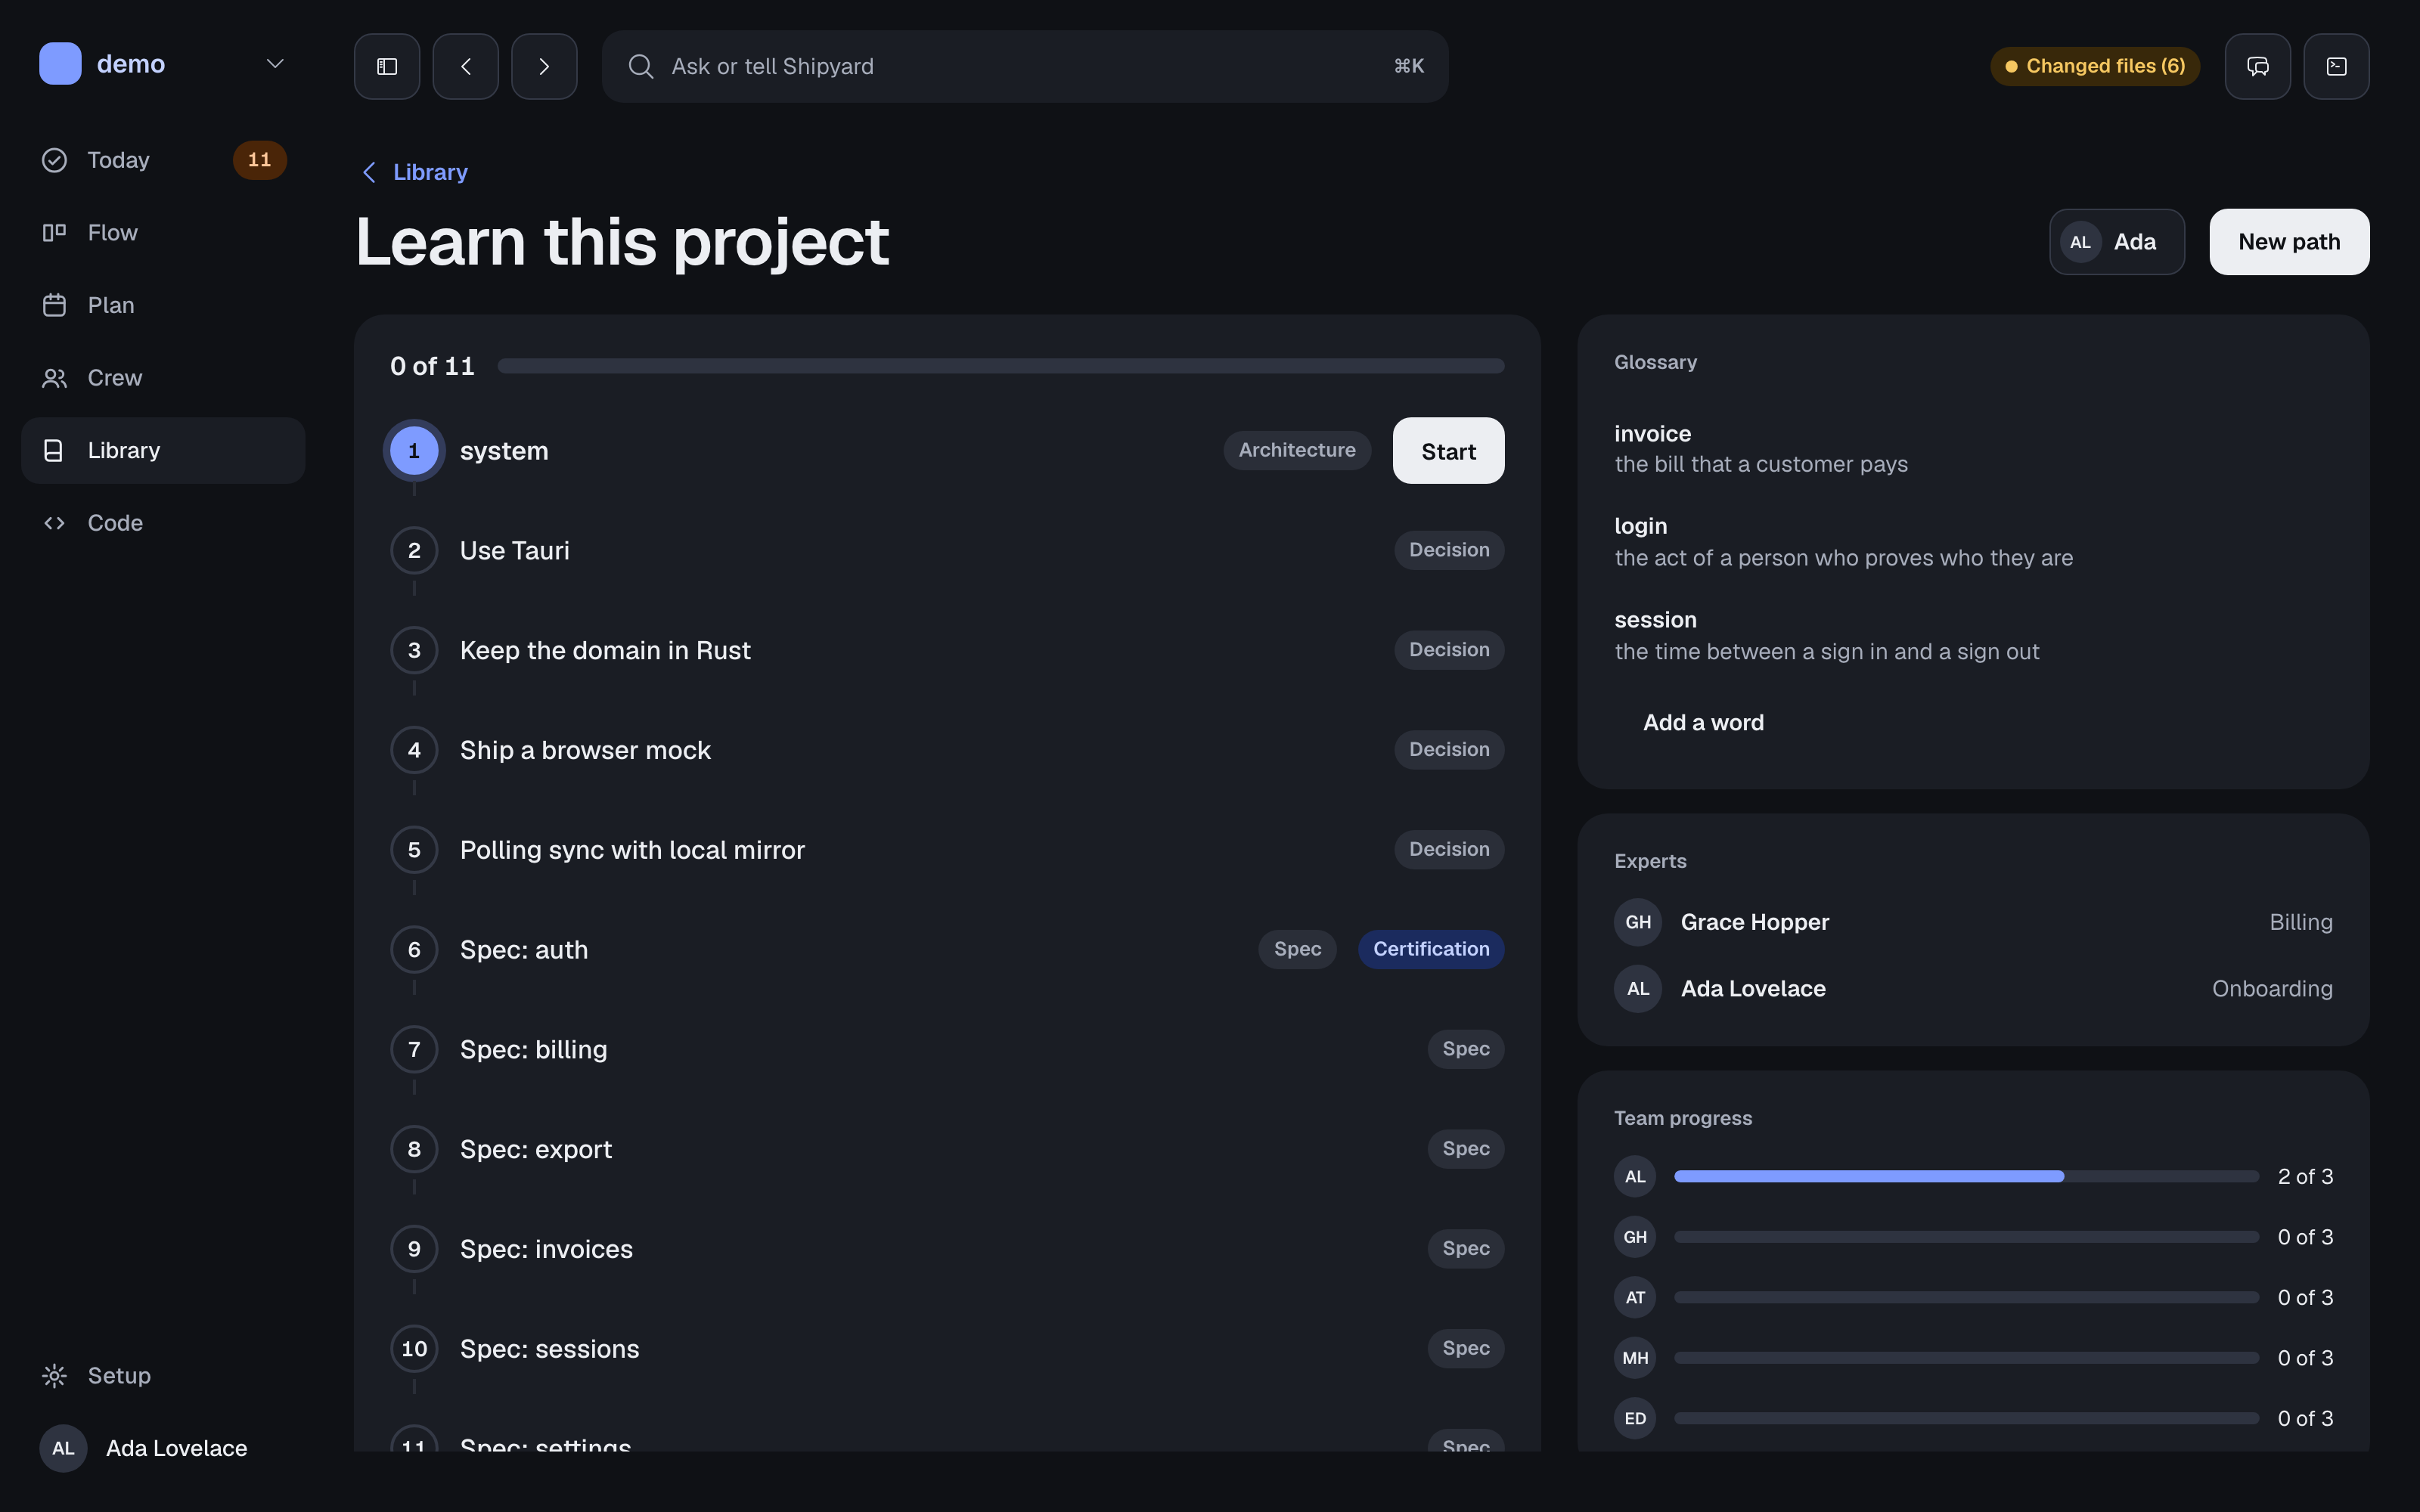 demo
Ask or tell Shipyard
⌘K
Changed files (6)
Today
11
Flow
Plan
Crew
Library
Code
Setup
AL
Ada Lovelace
Library
Learn this project
AL
Ada
New path
0 of 11
1
system
Architecture
Start
2
Use Tauri
Decision
3
Keep the domain in Rust
Decision
4
Ship a browser mock
Decision
5
Polling sync with local mirror
Decision
6
Spec: auth
Spec
Certification
7
Spec: billing
Spec
8
Spec: export
Spec
9
Spec: invoices
Spec
10
Spec: sessions
Spec
11
Spec: settings
Spec
Glossary
invoice
the bill that a customer pays
login
the act of a person who proves who they are
session
the time between a sign in and a sign out
Add a word
Experts
GH
Grace Hopper
Billing
AL
Ada Lovelace
Onboarding
Team progress
AL
2 of 3
GH
0 of 3
AT
0 of 3
MH
0 of 3
ED
0 of 3